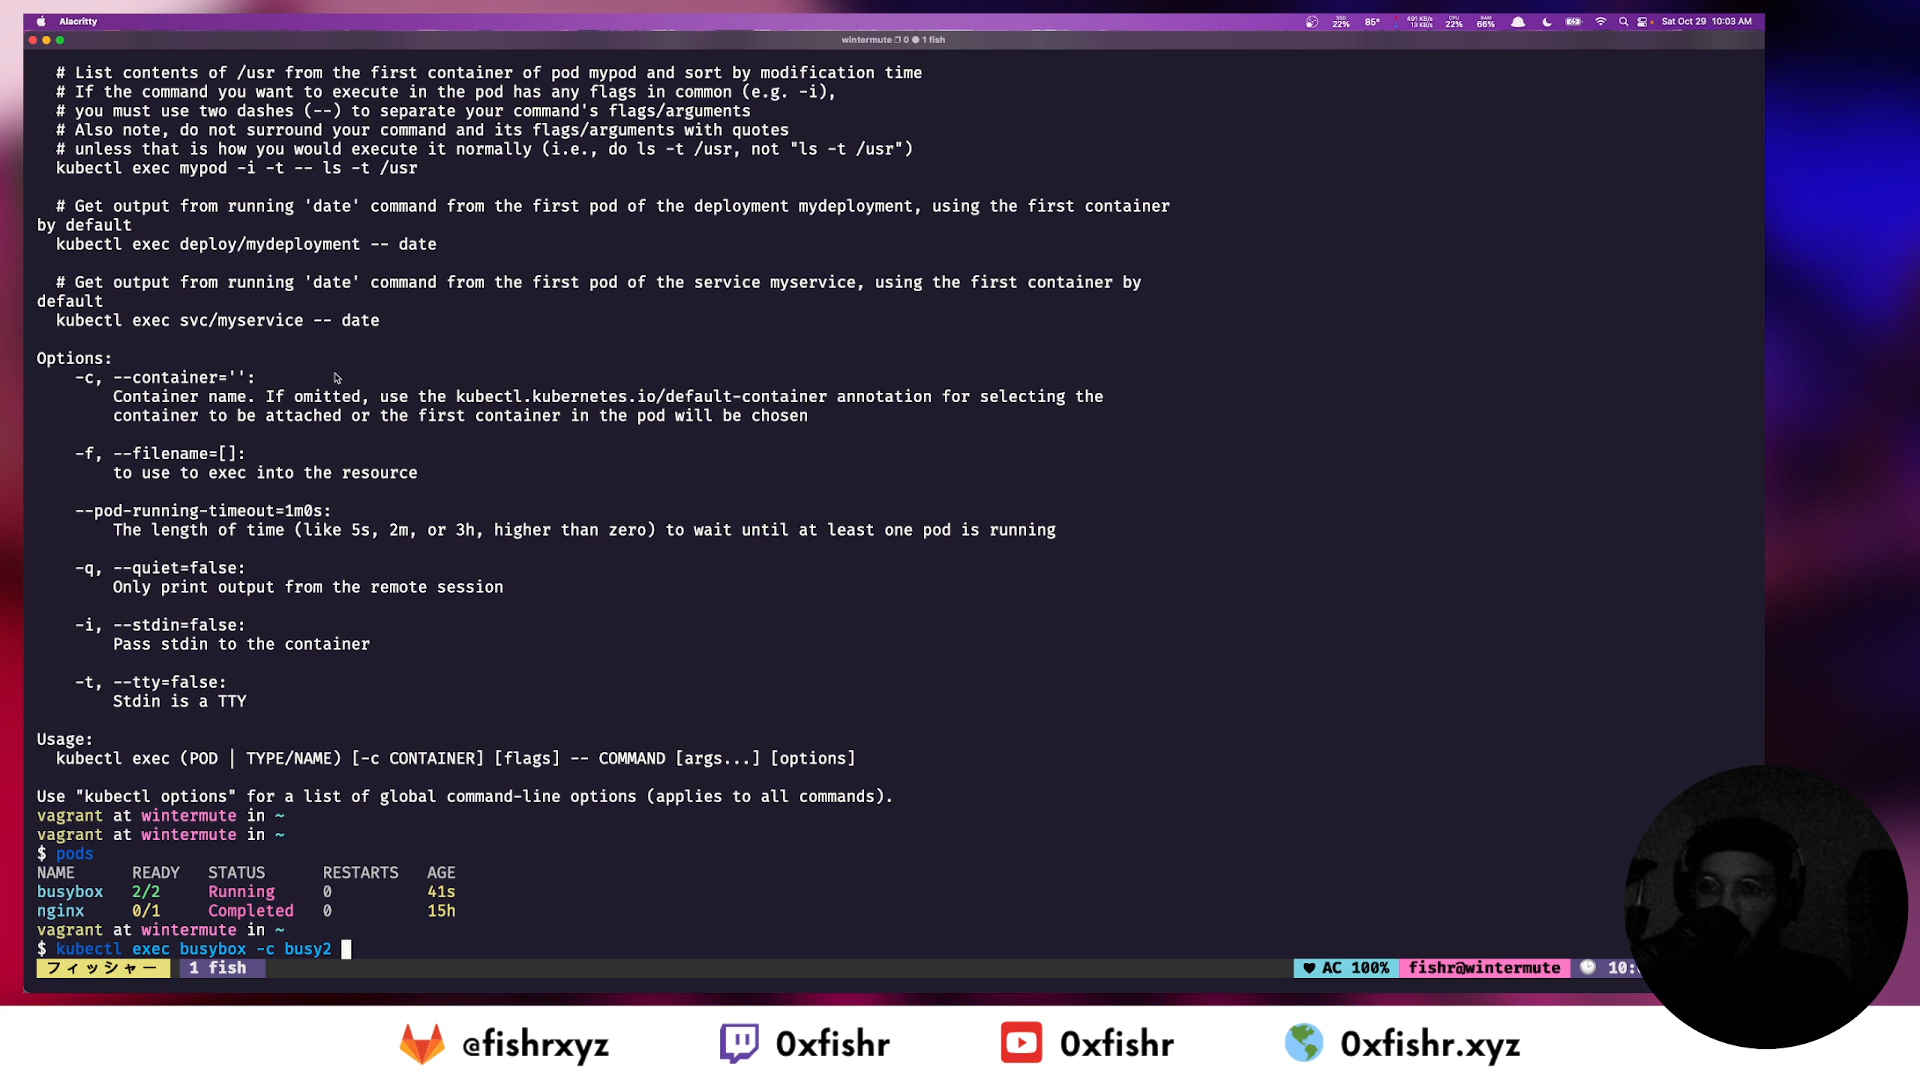 Alacritty
SSD 22% 85° 491 KB/s 13 KB/s CPU 22% RAM 66% Sat Oct 29 10:03 AM
wintermute 0 1 fish
# List contents of /usr from the first container of pod mypod and sort by modification time
# If the command you want to execute in the pod has any flags in common (e.g. -i),
# you must use two dashes (--) to separate your command's flags/arguments
# Also note, do not surround your command and its flags/arguments with quotes
# unless that is how you would execute it normally (i.e., do ls -t /usr, not "ls -t /usr")
kubectl exec mypod -i -t -- ls -t /usr
# Get output from running 'date' command from the first pod of the deployment mydeployment, using the first container
by default
kubectl exec deploy/mydeployment -- date
# Get output from running 'date' command from the first pod of the service myservice, using the first container by
default
kubectl exec svc/myservice -- date
Options:
-c, --container='':
Container name. If omitted, use the kubectl.kubernetes.io/default-container annotation for selecting the
container to be attached or the first container in the pod will be chosen
-f, --filename=[]:
to use to exec into the resource
--pod-running-timeout=1m0s:
The length of time (like 5s, 2m, or 3h, higher than zero) to wait until at least one pod is running
-q, --quiet=false:
Only print output from the remote session
-i, --stdin=false:
Pass stdin to the container
-t, --tty=false:
Stdin is a TTY
Usage:
kubectl exec (POD | TYPE/NAME) [-c CONTAINER] [flags] -- COMMAND [args...] [options]
Use "kubectl options" for a list of global command-line options (applies to all commands).
vagrant at wintermute in ~
vagrant at wintermute in ~
$ pods
NAME READY STATUS RESTARTS AGE
busybox 2/2 Running 0 41s
nginx 0/1 Completed 0 15h
vagrant at wintermute in ~
$ kubectl exec busybox -c busy2
フィッシャー 1 fish ♥ AC 100% fishr@wintermute 10:
@fishrxyz 0xfishr 0xfishr 0xfishr.xyz